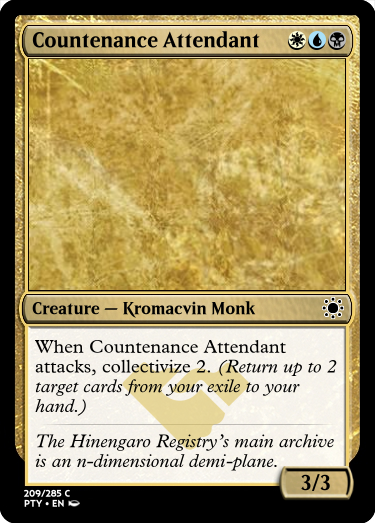 Countenance Attendant
Creature — Kromacvin Monk
When Countenance Attendant
attacks, collectivize 2. (Return up to 2
target cards from your exile to your
hand.)
The Hinengaro Registry's main archive
is an n-dimensional demi-plane.
3/3
209/285 C
PTY • EN